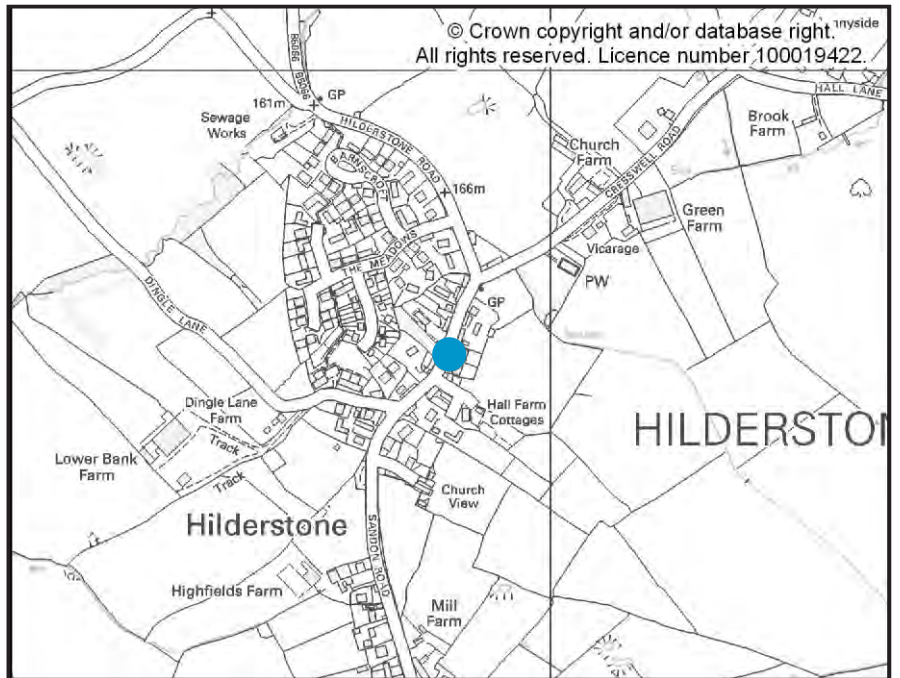 © Crown copyright and/or database right.
All rights reserved. Licence number 100019422.
nnyside
B5066 B5066
GP
161m
Sewage
Works
HILDERSTONE ROAD
BARNSCROFT
166m
HALL LANE
Brook
Farm
Church
Farm
CRESSWELL ROAD
Green
Farm
Vicarage
PW
THE MEADOWS
GP
DINGLE LANE
Dingle Lane
Farm
Track
Lower Bank
Farm
Track
Hall Farm
Cottages
HILDERSTON
Church
View
Hilderstone
SANDON ROAD
Highfields Farm
Mill
Farm